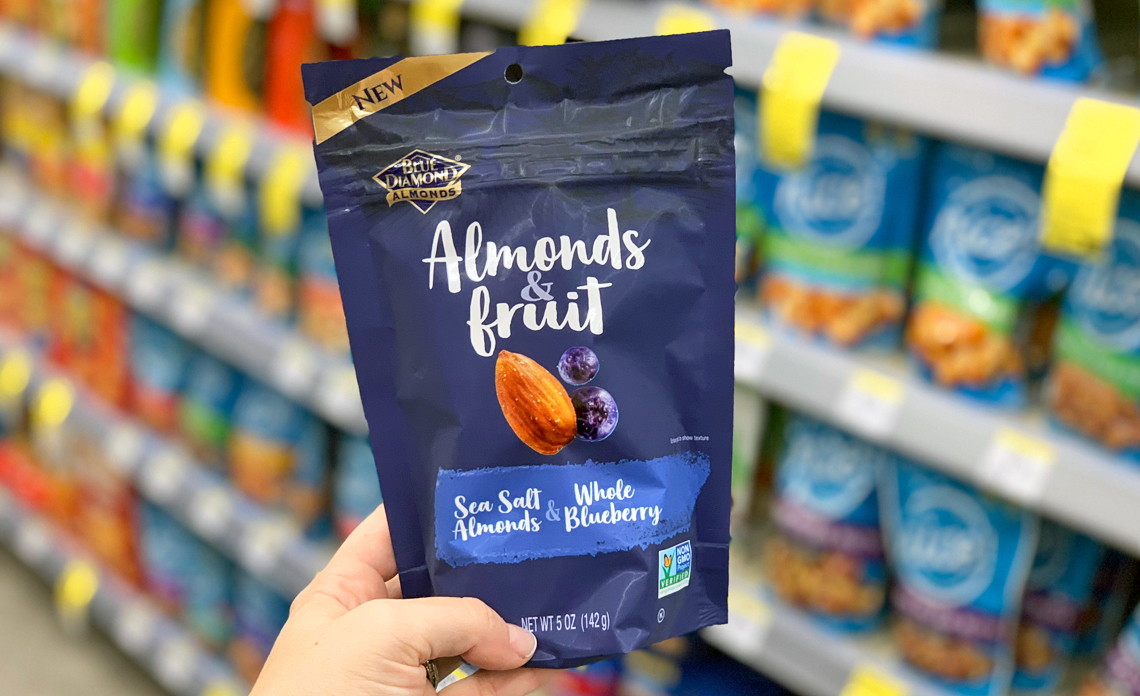 NEW
BLUE
DIAMOND®
ALMONDS
Almonds
&
fruit
Sea Salt
Almonds
&
Whole
Blueberry
NON
GMO
Project
VERIFIED
NET WT 5 OZ (142 g)
K